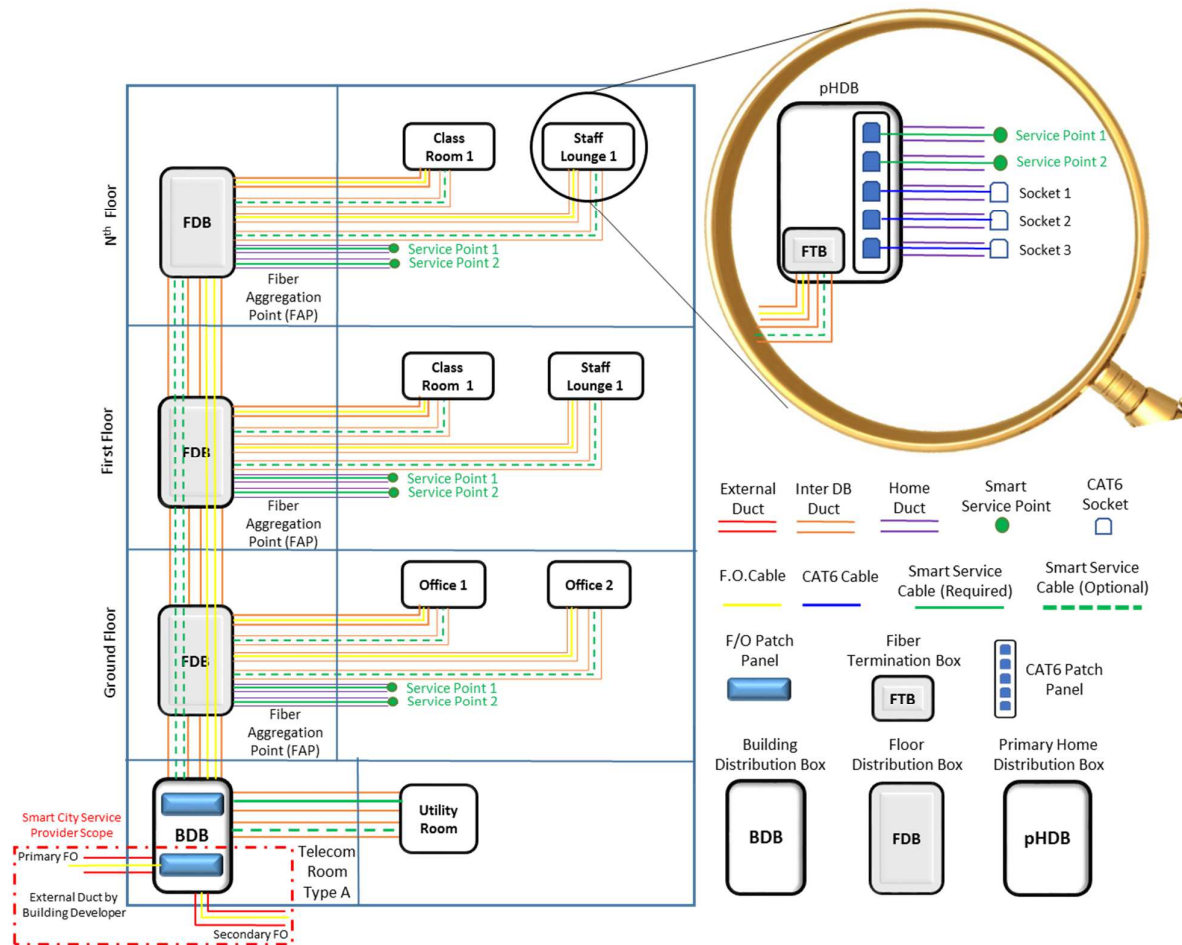 Nth Floor
FDB
Class
Room 1
Staff
Lounge 1
Service Point 1
Service Point 2
Fiber
Aggregation
Point (FAP)
First Floor
FDB
Class
Room 1
Staff
Lounge 1
Service Point 1
Service Point 2
Fiber
Aggregation
Point (FAP)
Ground Floor
FDB
Office 1
Office 2
Service Point 1
Service Point 2
Fiber
Aggregation
Point (FAP)
BDB
Utility
Room
Telecom
Room
Type A
Smart City Service
Provider Scope
Primary FO
External Duct by
Building Developer
Secondary FO
pHDB
Service Point 1
Service Point 2
Socket 1
Socket 2
Socket 3
FTB
External
Duct
Inter DB
Duct
Home
Duct
Smart
Service Point
CAT6
Socket
F.O.Cable
CAT6 Cable
Smart Service
Cable (Required)
Smart Service
Cable (Optional)
F/O Patch
Panel
Fiber
Termination Box
FTB
CAT6 Patch
Panel
Building
Distribution Box
BDB
Floor
Distribution Box
FDB
Primary Home
Distribution Box
pHDB